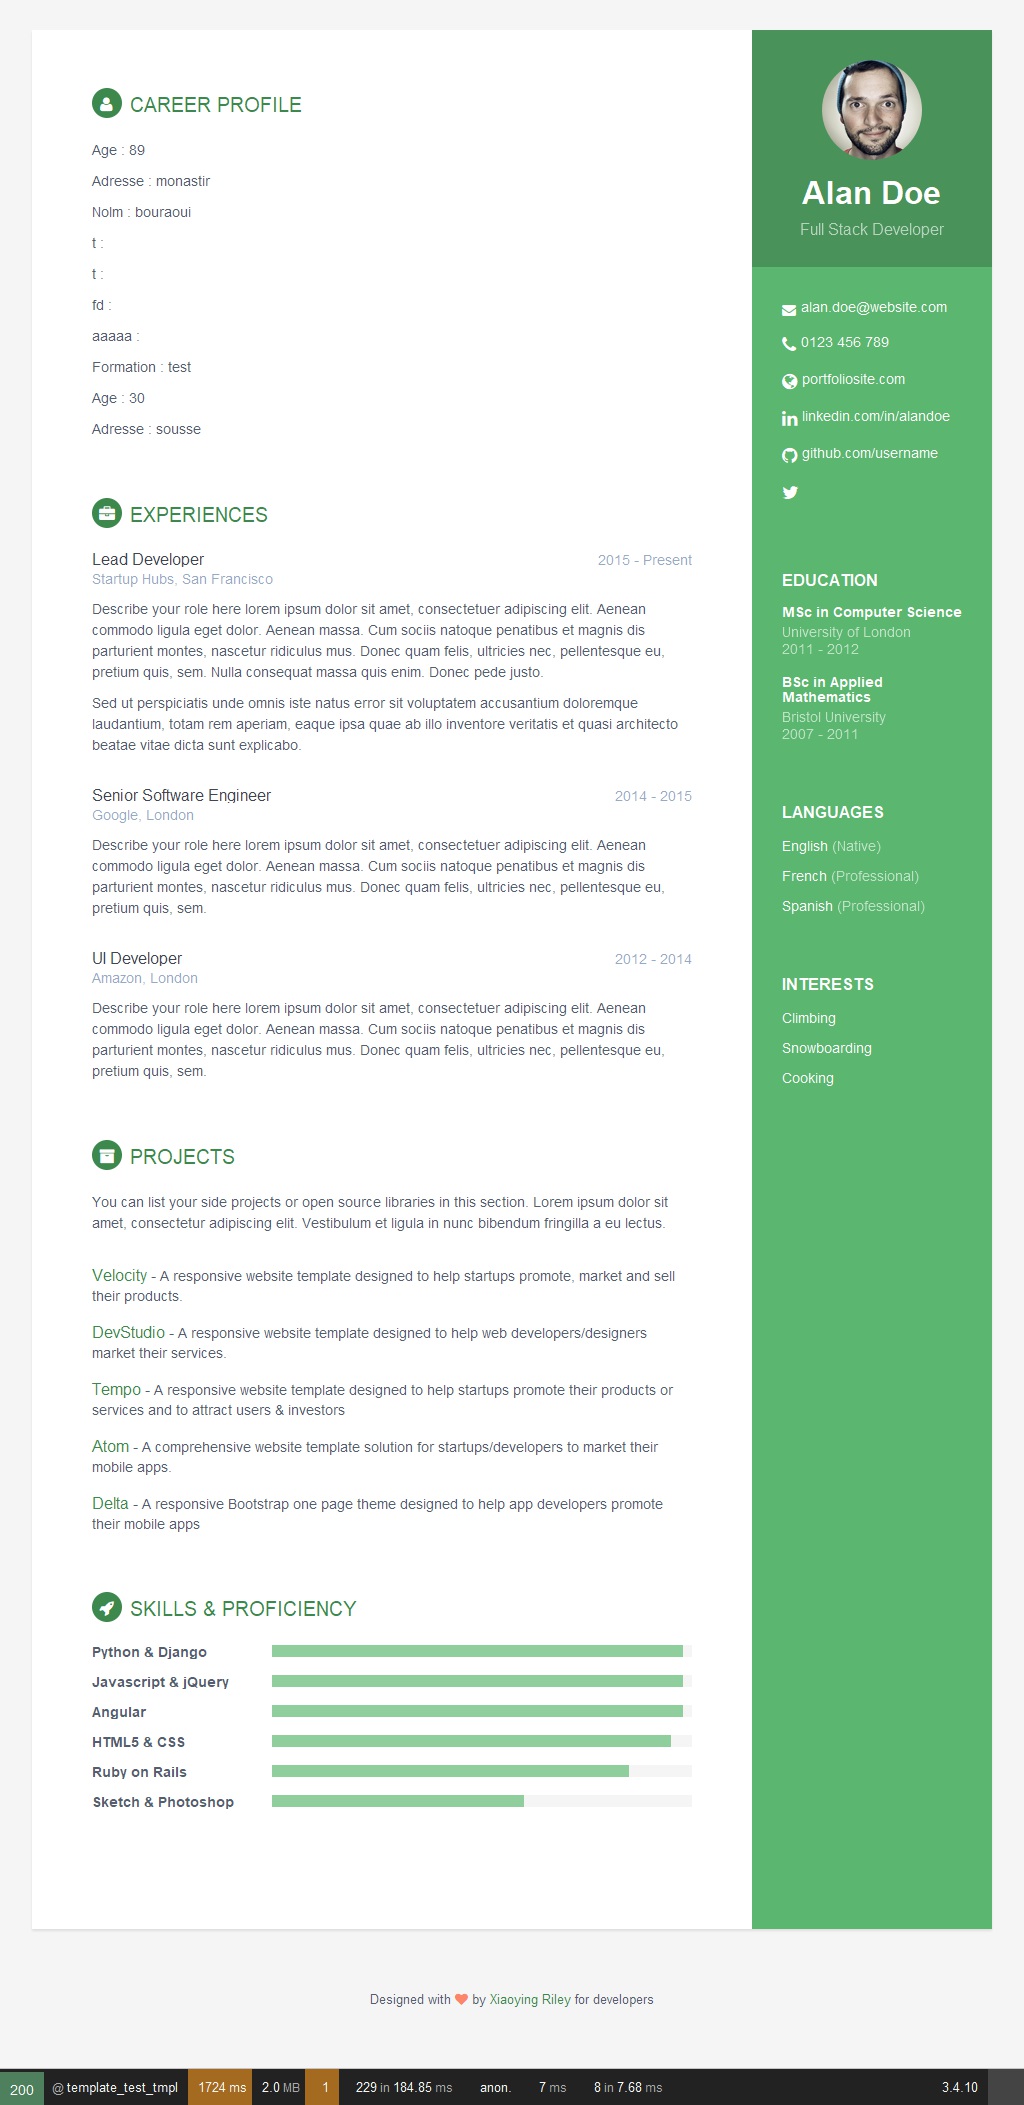 CAREER PROFILE
Age : 89
Adresse : monastir
Nolm : bouraoui
t :
t :
fd :
aaaaa :
Formation : test
Age : 30
Adresse : sousse
EXPERIENCES
Lead Developer
2015 - Present
Startup Hubs, San Francisco
Describe your role here lorem ipsum dolor sit amet, consectetuer adipiscing elit. Aenean
commodo ligula eget dolor. Aenean massa. Cum sociis natoque penatibus et magnis dis
parturient montes, nascetur ridiculus mus. Donec quam felis, ultricies nec, pellentesque eu,
pretium quis, sem. Nulla consequat massa quis enim. Donec pede justo.
Sed ut perspiciatis unde omnis iste natus error sit voluptatem accusantium doloremque
laudantium, totam rem aperiam, eaque ipsa quae ab illo inventore veritatis et quasi architecto
beatae vitae dicta sunt explicabo.
Senior Software Engineer
2014 - 2015
Google, London
Describe your role here lorem ipsum dolor sit amet, consectetuer adipiscing elit. Aenean
commodo ligula eget dolor. Aenean massa. Cum sociis natoque penatibus et magnis dis
parturient montes, nascetur ridiculus mus. Donec quam felis, ultricies nec, pellentesque eu,
pretium quis, sem.
UI Developer
2012 - 2014
Amazon, London
Describe your role here lorem ipsum dolor sit amet, consectetuer adipiscing elit. Aenean
commodo ligula eget dolor. Aenean massa. Cum sociis natoque penatibus et magnis dis
parturient montes, nascetur ridiculus mus. Donec quam felis, ultricies nec, pellentesque eu,
pretium quis, sem.
PROJECTS
You can list your side projects or open source libraries in this section. Lorem ipsum dolor sit
amet, consectetur adipiscing elit. Vestibulum et ligula in nunc bibendum fringilla a eu lectus.
Velocity - A responsive website template designed to help startups promote, market and sell
their products.
DevStudio - A responsive website template designed to help web developers/designers
market their services.
Tempo - A responsive website template designed to help startups promote their products or
services and to attract users & investors
Atom - A comprehensive website template solution for startups/developers to market their
mobile apps.
Delta - A responsive Bootstrap one page theme designed to help app developers promote
their mobile apps
SKILLS & PROFICIENCY
Python & Django
Javascript & jQuery
Angular
HTML5 & CSS
Ruby on Rails
Sketch & Photoshop
Alan Doe
Full Stack Developer
alan.doe@website.com
0123 456 789
portfoliosite.com
linkedin.com/in/alandoe
github.com/username
EDUCATION
MSc in Computer Science
University of London
2011 - 2012
BSc in Applied
Mathematics
Bristol University
2007 - 2011
LANGUAGES
English (Native)
French (Professional)
Spanish (Professional)
INTERESTS
Climbing
Snowboarding
Cooking
Designed with by Xiaoying Riley for developers
200 @ template_test_tmpl 1724 ms 2.0 MB 1 229 in 184.85 ms anon. 7 ms 8 in 7.68 ms 3.4.10